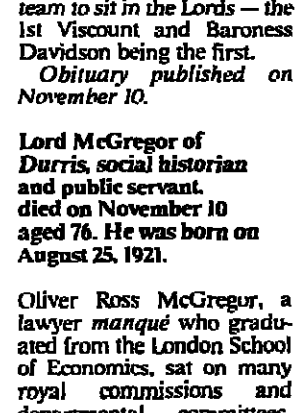 team to sit in the Lords — the
1st Viscount and Baroness
Davidson being the first.
Obituary published on
November 10.
Lord McGregor of
Durris, social historian
and public servant,
died on November 10
aged 76. He was born on
August 25, 1921.
Oliver Ross McGregor, a
lawyer manqué who gradu-
ated from the London School
of Economics, sat on many
royal commissions and
departmental committees,